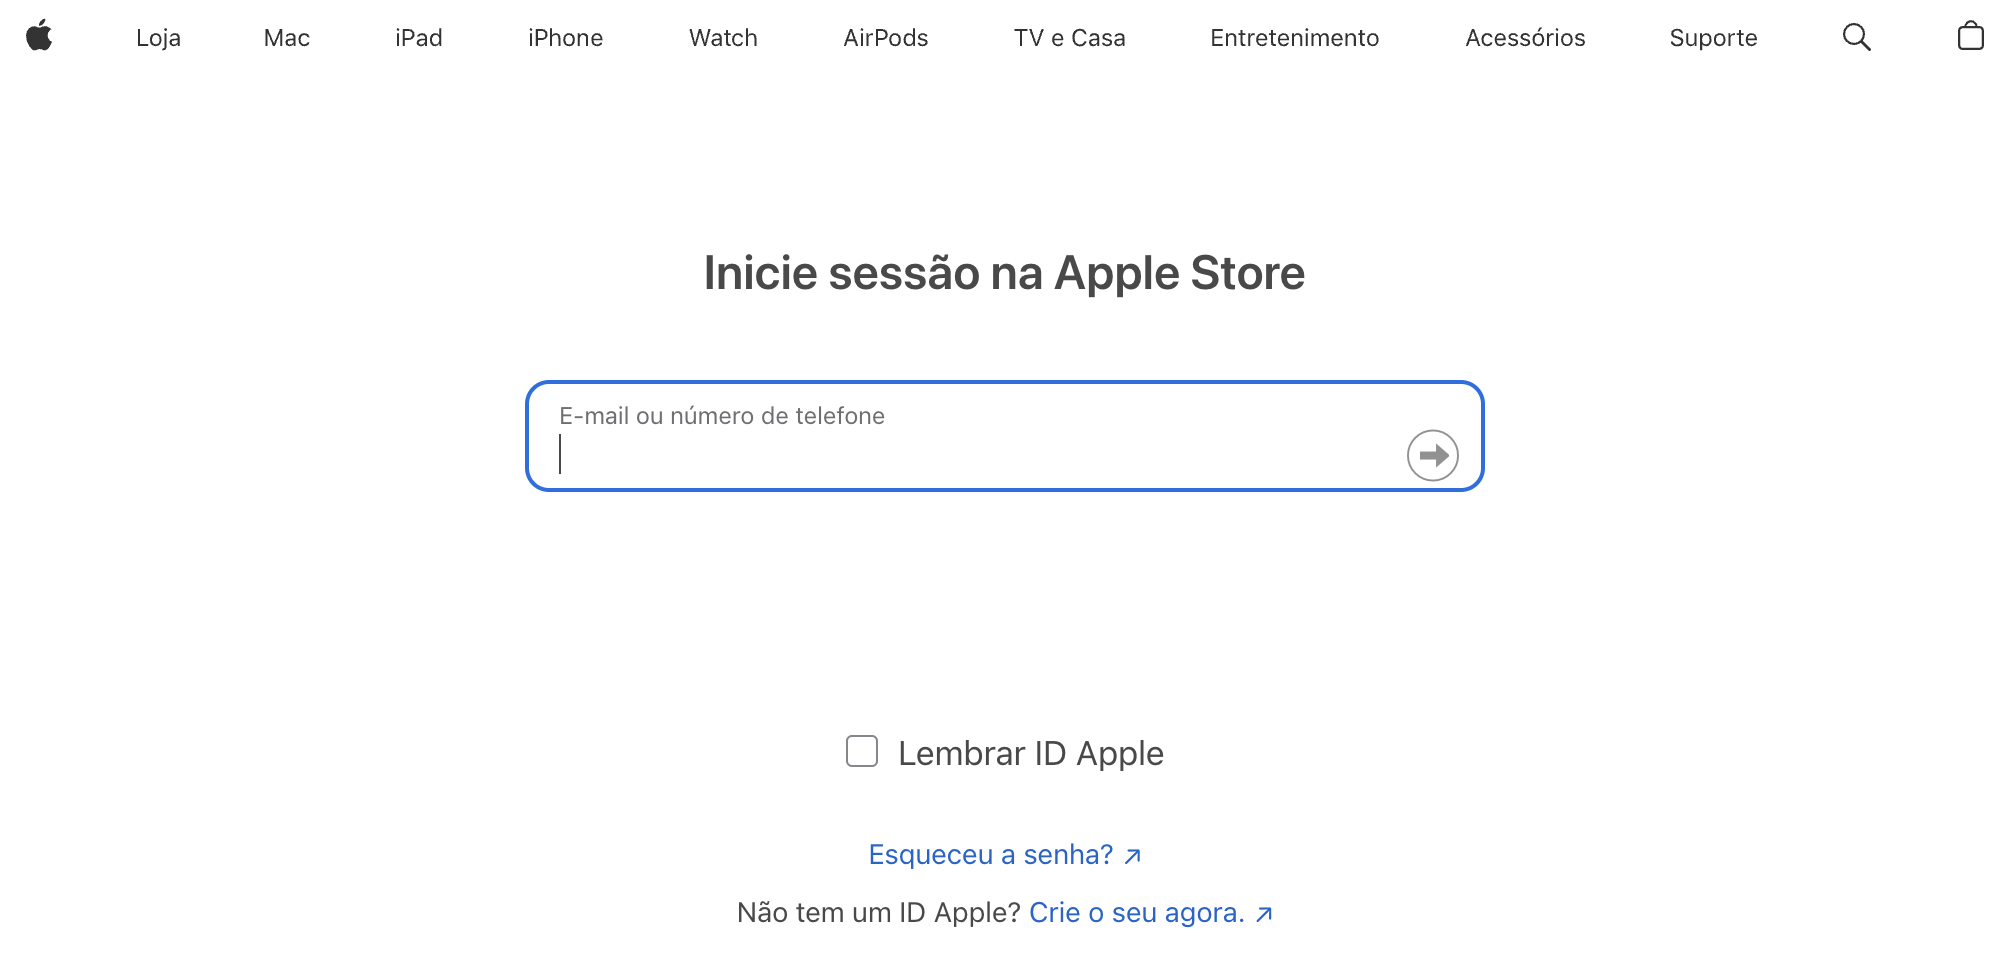 Loja Mac iPad iPhone Watch AirPods TV e Casa Entretenimento Acessórios Suporte
Inicie sessão na Apple Store
E-mail ou número de telefone
Lembrar ID Apple
Esqueceu a senha? ↗
Não tem um ID Apple? Crie o seu agora. ↗